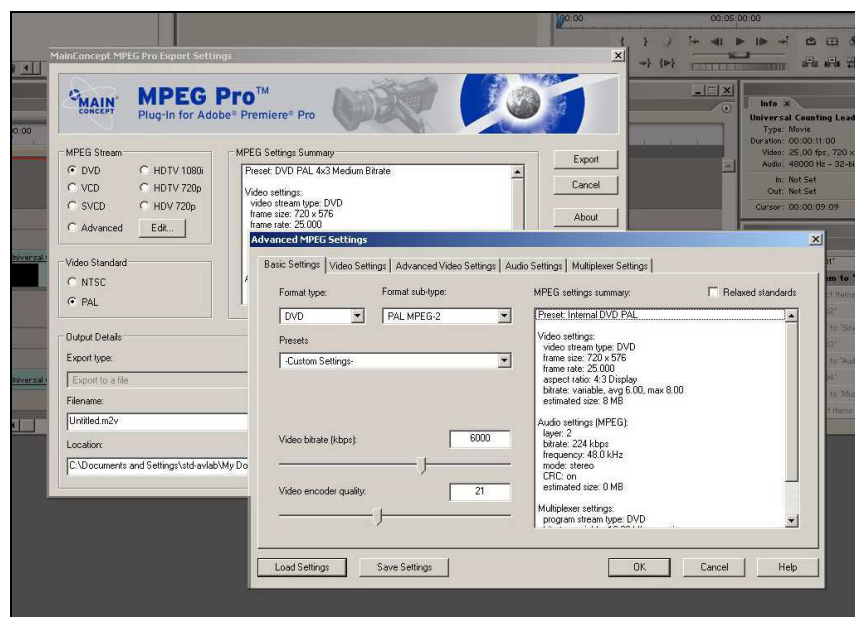 00:00
00:05:00:00
MainConcept MPEG Pro Export Settings
MAIN CONCEPT
MPEG Pro™
Plug-In for Adobe® Premiere® Pro
MPEG Stream
DVD
HDTV 1080i
VCD
HDTV 720p
SVCD
HDV 720p
Advanced
Edit...
MPEG Settings Summary
Preset: DVD PAL 4x3 Medium Bitrate
Video settings:
video stream type: DVD
frame size: 720 x 576
frame rate: 25.000
Export
Cancel
About
Video Standard
NTSC
PAL
Output Details
Export type:
Export to a file
Filename:
Untitled.m2v
Location:
C:\Documents and Settings\std-avlab\My Do
Info
Universal Counting Lead
Type: Movie
Duration: 00:00:11:00
Video: 25,00 fps, 720 x
Audio: 48000 Hz - 32-bi
In: Not Set
Out: Not Set
Cursor: 00:00:09:09
Advanced MPEG Settings
Basic Settings
Video Settings
Advanced Video Settings
Audio Settings
Multiplexer Settings
Format type:
Format sub-type:
DVD
PAL MPEG-2
Presets
-Custom Settings-
Video bitrate (kbps):
6000
Video encoder quality:
21
MPEG settings summary:
Relaxed standards
Preset: Internal DVD PAL
Video settings:
video stream type: DVD
frame size: 720 x 576
frame rate: 25.000
aspect ratio: 4:3 Display
bitrate: variable, avg 6.00, max 8.00
estimated size: 8 MB
Audio settings (MPEG):
layer: 2
bitrate: 224 kbps
frequency: 48.0 kHz
mode: stereo
CRC: on
estimated size: 0 MB
Multiplexer settings:
program stream type: DVD
Load Settings
Save Settings
OK
Cancel
Help